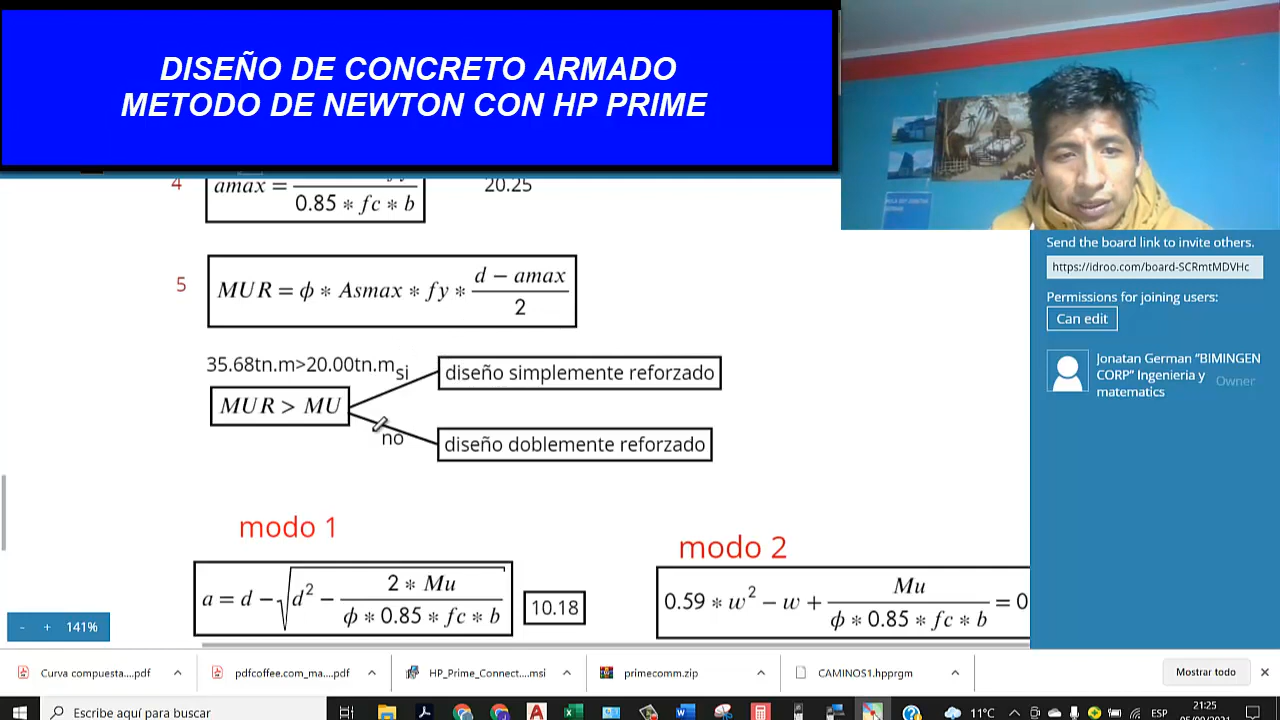 DISEÑO DE CONCRETO ARMADO
METODO DE NEWTON CON HP PRIME
4
amax = / 0.85 * fc * b
20.25
5
MUR = ϕ * Asmax * fy * (d − amax) / 2
35.68tn.m>20.00tn.m
si
diseño simplemente reforzado
MUR > MU
no
diseño doblemente reforzado
modo 1
modo 2
a = d − √(d² − (2 * Mu) / (ϕ * 0.85 * fc * b))
10.18
0.59 * w² − w + Mu / (ϕ * 0.85 * fc * b) = 0
Send the board link to invite others.
https://idroo.com/board-SCRmtMDVHc
Permissions for joining users:
Can edit
Jonatan German "BIMINGEN
CORP" Ingenieria y
matematics
Owner
- + 141%
Curva compuesta....pdf
pdfcoffee.com_ma....pdf
HP_Prime_Connect....msi
primecomm.zip
CAMINOS1.hpprgm
Mostrar todo
Escribe aquí para buscar
11°C
ESP
21:25